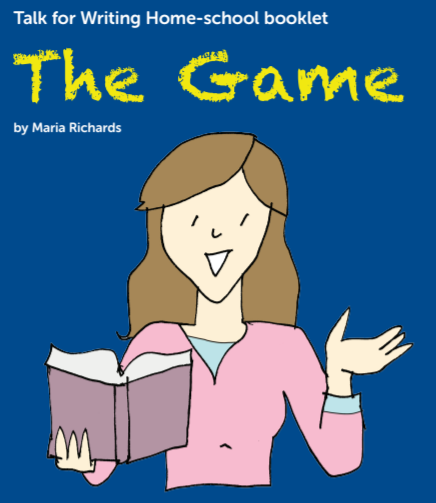 Talk for Writing Home-school booklet
The Game
by Maria Richards